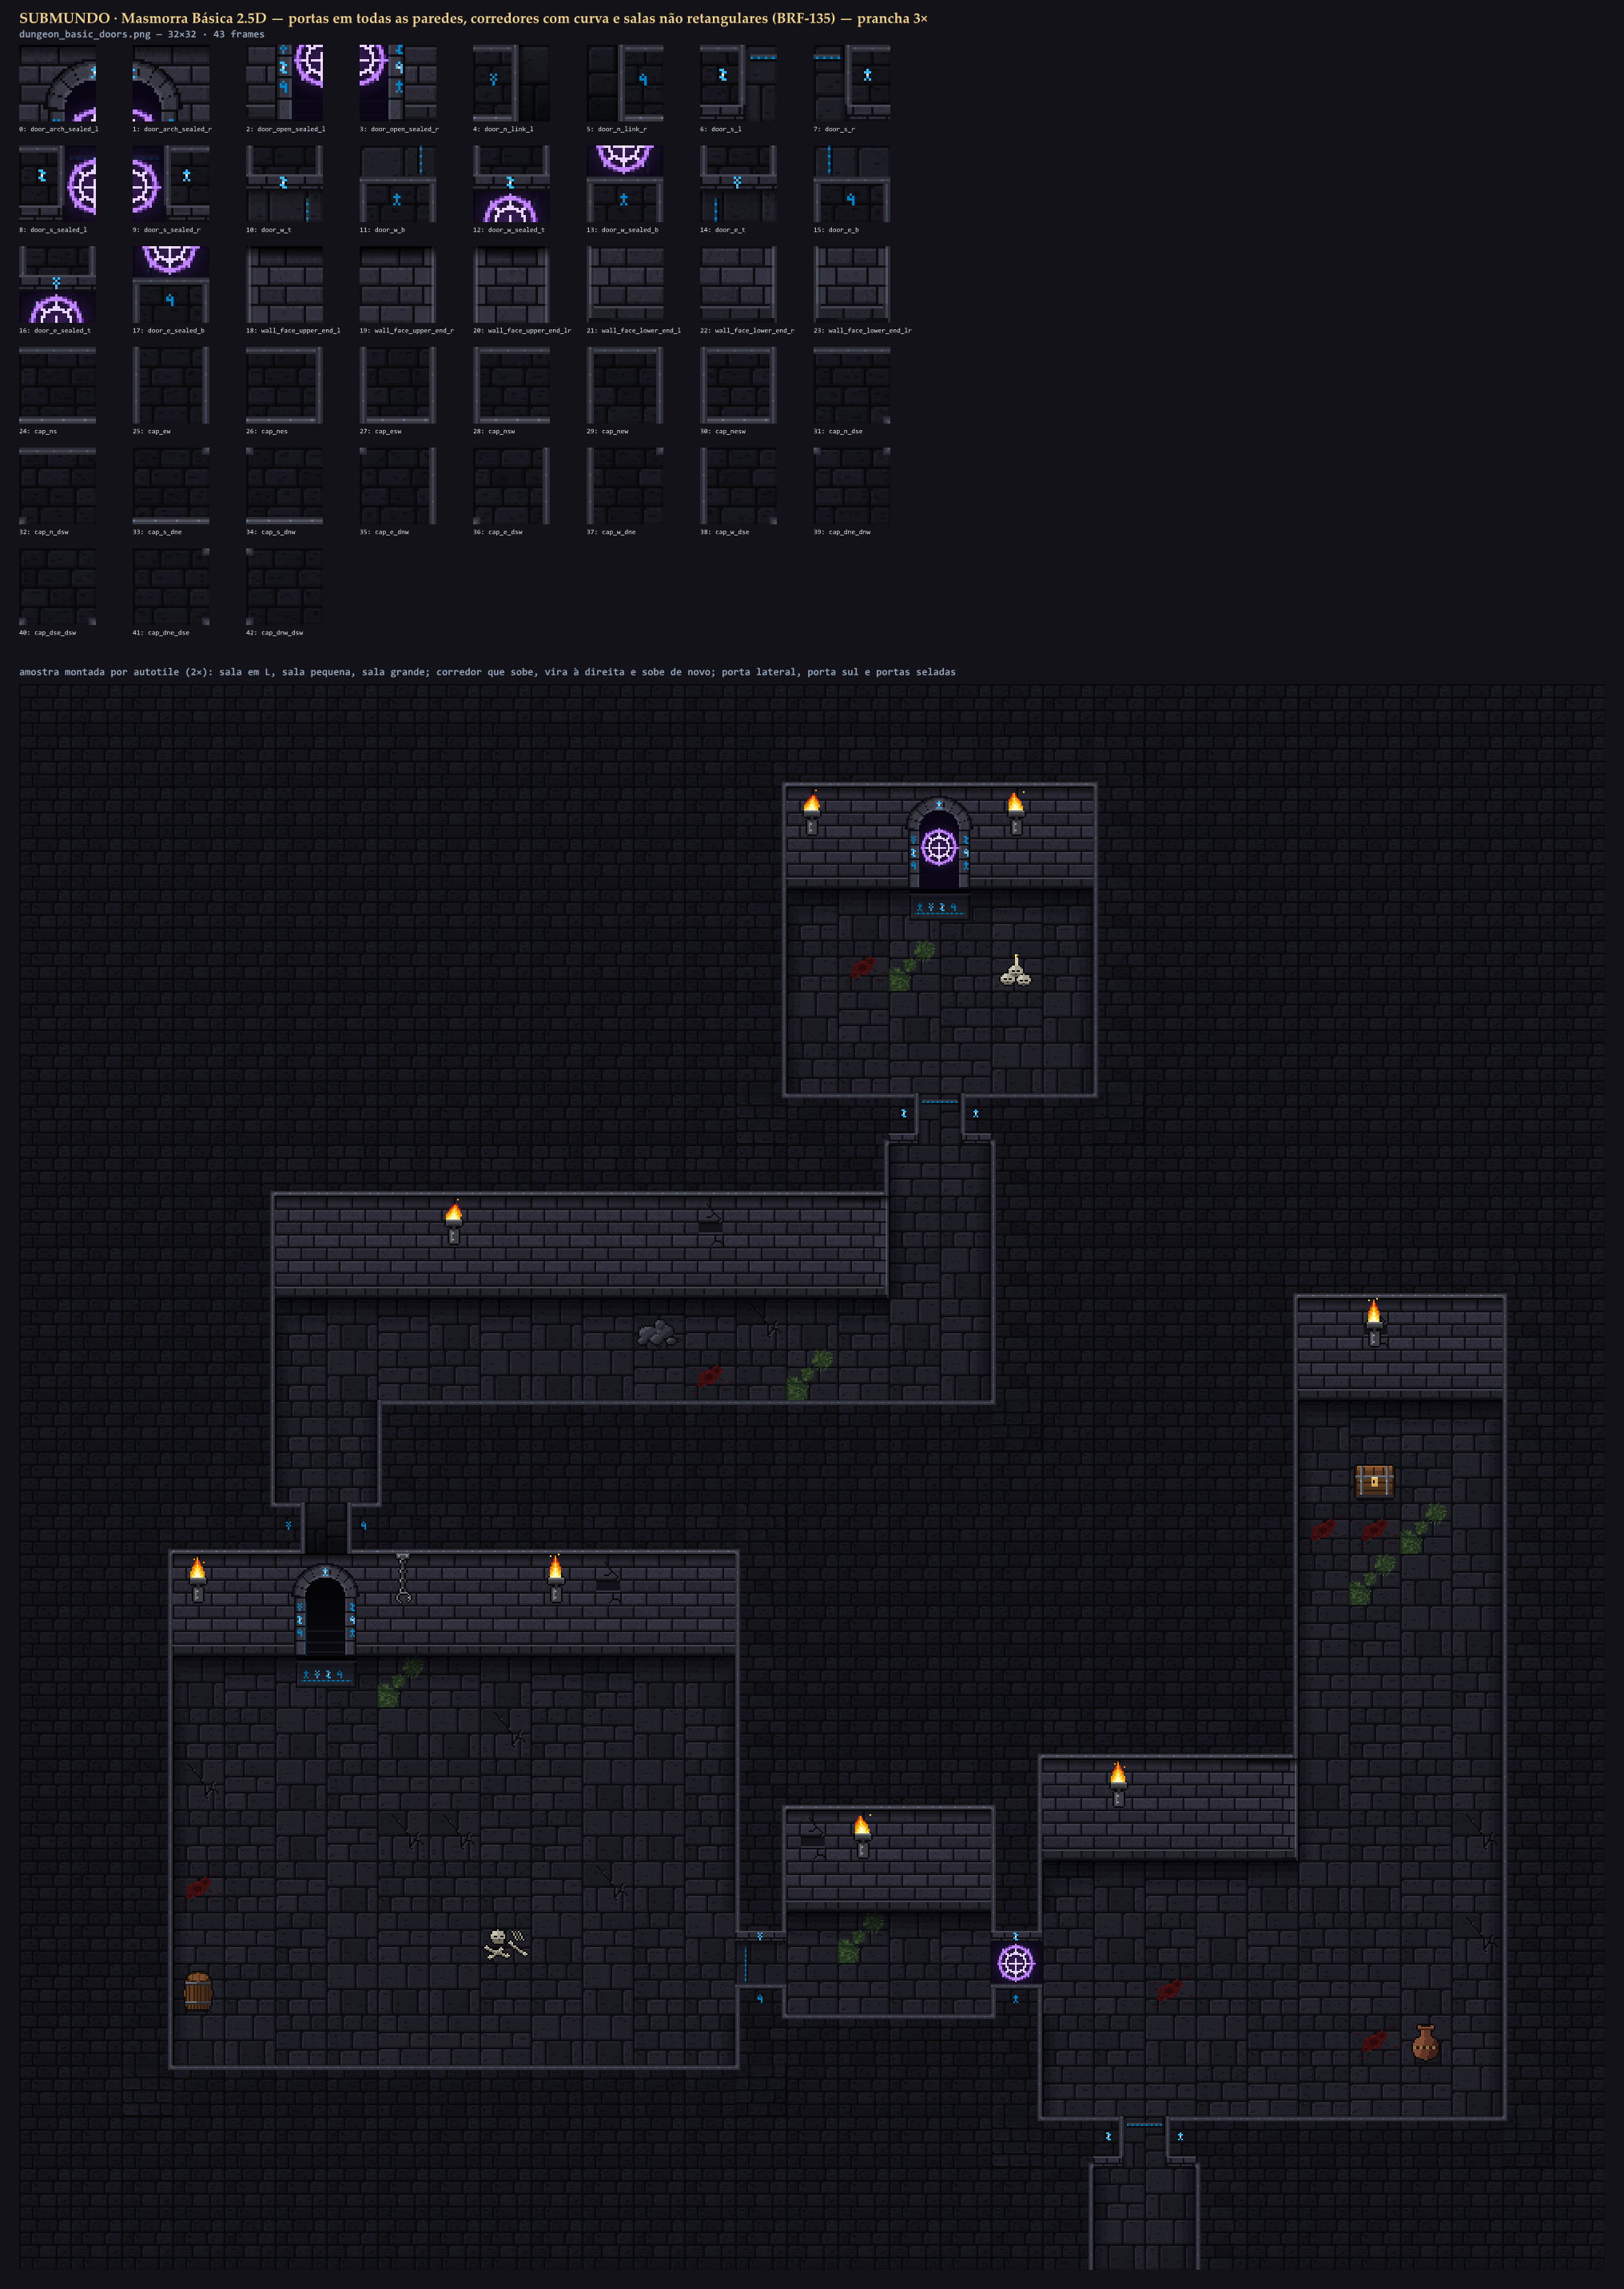 SUBMUNDO · Masmorra Básica 2.5D — portas em todas as paredes, corredores com curva e salas não retangulares (BRF-135) — prancha 3×
dungeon_basic_doors.png — 32×32 · 43 frames
0: door_arch_sealed_l 1: door_arch_sealed_r 2: door_open_sealed_l 3: door_open_sealed_r 4: door_n_link_l 5: door_n_link_r 6: door_s_l 7: door_s_r
8: door_s_sealed_l 9: door_s_sealed_r 10: door_w_t 11: door_w_b 12: door_w_sealed_t 13: door_w_sealed_b 14: door_e_t 15: door_e_b
16: door_e_sealed_t 17: door_e_sealed_b 18: wall_face_upper_end_l 19: wall_face_upper_end_r 20: wall_face_upper_end_lr 21: wall_face_lower_end_l 22: wall_face_lower_end_r 23: wall_face_lower_end_lr
24: cap_ns 25: cap_ew 26: cap_nes 27: cap_esw 28: cap_nsw 29: cap_new 30: cap_nesw 31: cap_n_dse
32: cap_n_dsw 33: cap_s_dne 34: cap_s_dnw 35: cap_e_dnw 36: cap_e_dsw 37: cap_w_dne 38: cap_w_dse 39: cap_dne_dnw
40: cap_dse_dsw 41: cap_dne_dse 42: cap_dnw_dsw
amostra montada por autotile (2×): sala em L, sala pequena, sala grande; corredor que sobe, vira à direita e sobe de novo; porta lateral, porta sul e portas seladas